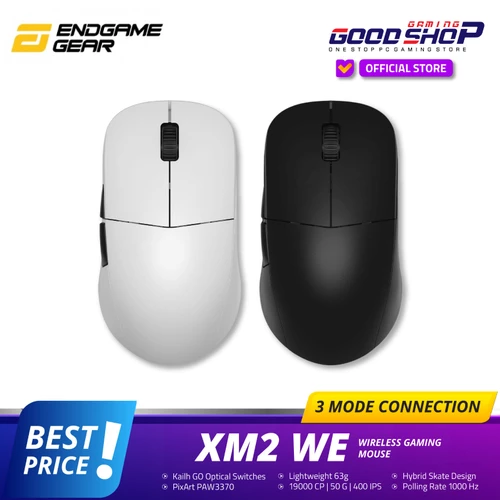 ENDGAME
GEAR
GAMING
GOODSHOP
ONE STOP PC GAMING STORE
OFFICIAL STORE
3 MODE CONNECTION
BEST
PRICE!
XM2 WE
WIRELESS GAMING
MOUSE
• Kailh GO Optical Switches
• Lightweight 63g
• Hybrid Skate Design
• PixArt PAW3370
• 19000 CP | 50 G | 400 IPS
• Polling Rate 1000 Hz